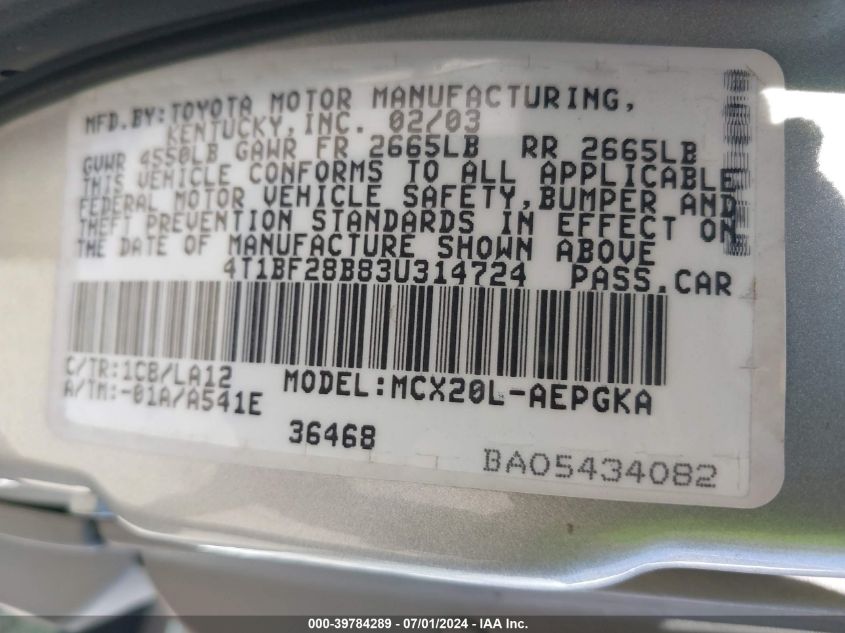 MFD.BY:TOYOTA MOTOR MANUFACTURING,
KENTUCKY,INC. 02/03
GVWR 4550LB GAWR FR 2665LB RR 2665LB
THIS VEHICLE CONFORMS TO ALL APPLICABLE
FEDERAL MOTOR VEHICLE SAFETY,BUMPER AND
THEFT PREVENTION STANDARDS IN EFFECT ON
THE DATE OF MANUFACTURE SHOWN ABOVE
4T1BF28B83U314724 PASS.CAR
C/TR:1C8/LA12
A/TM:-01A/A541E
MODEL:MCX20L-AEPGKA
36468
BA05434082
000-39784289 - 07/01/2024 - IAA Inc.